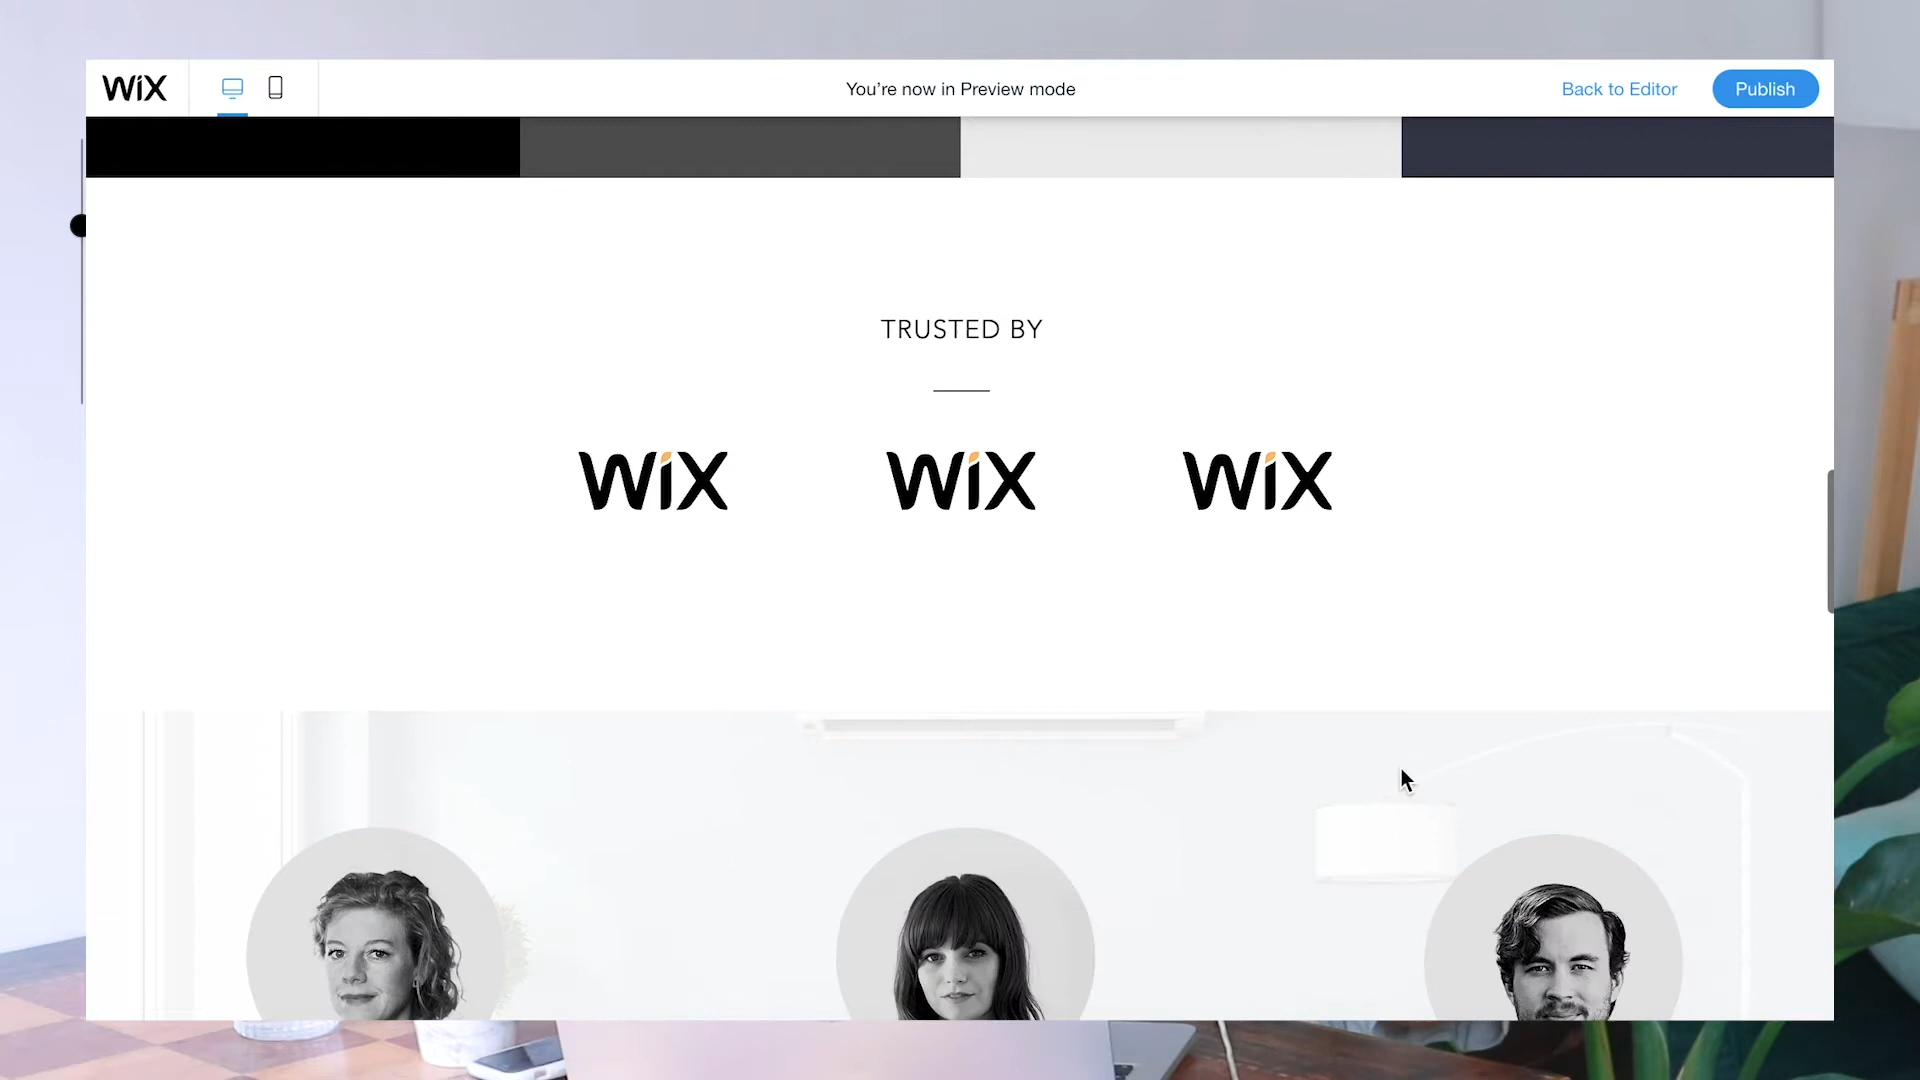 WiX
You're now in Preview mode
Back to Editor
Publish
TRUSTED BY
WiX
WiX
WiX